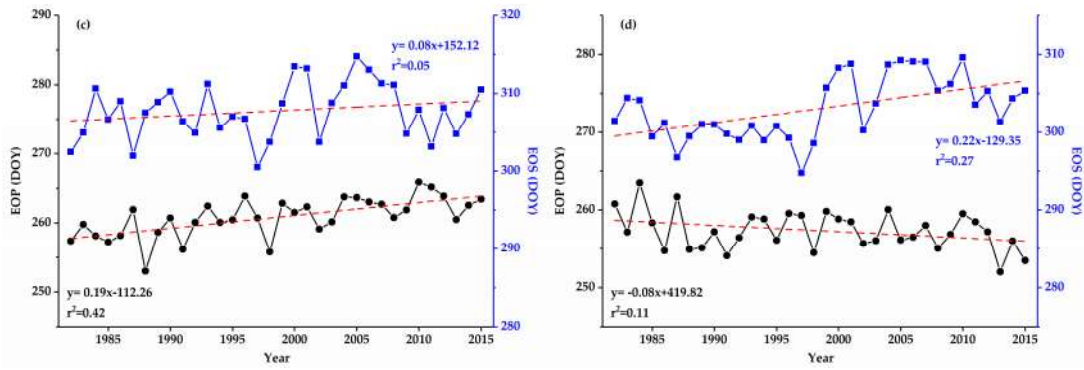 (c)
290
280
270
260
250
EOP (DOY)
320
310
300
290
280
EOS (DOY)
y= 0.08x+152.12
r²=0.05
y= 0.19x-112.26
r²=0.42
1985 1990 1995 2000 2005 2010 2015
Year
(d)
290
280
270
260
250
EOP (DOY)
310
300
290
280
EOS (DOY)
y= 0.22x-129.35
r²=0.27
y= -0.08x+419.82
r²=0.11
1985 1990 1995 2000 2005 2010 2015
Year